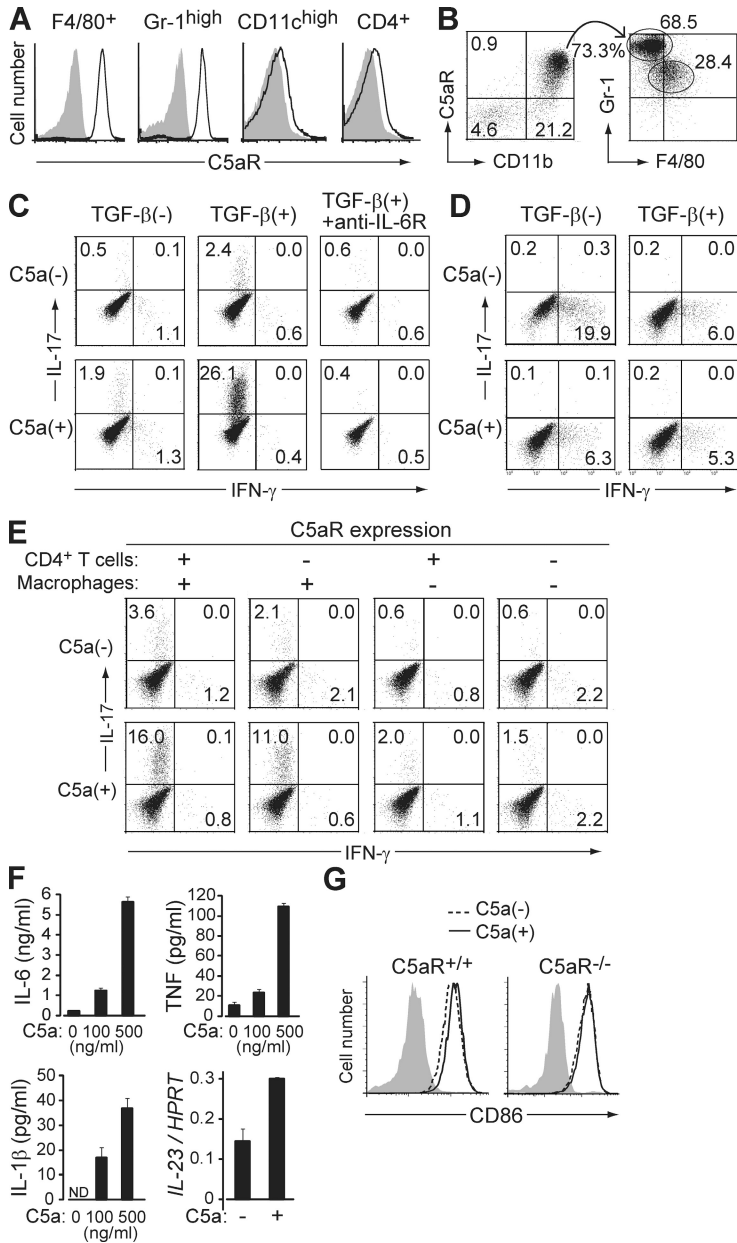 A
F4/80+ Gr-1high CD11chigh CD4+
Cell number
C5aR
B
68.5
0.9 73.3% 28.4
C5aR
Gr-1
4.6 21.2
CD11b F4/80
C
TGF-β(-) TGF-β(+) TGF-β(+)
+anti-IL-6R
C5a(-)
0.5 0.1 2.4 0.0 0.6 0.0
1.1 0.6 0.6
IL-17
C5a(+)
1.9 0.1 26.1 0.0 0.4 0.0
1.3 0.4 0.5
IFN-γ
D
TGF-β(-) TGF-β(+)
C5a(-)
0.2 0.3 0.2 0.0
19.9 6.0
IL-17
C5a(+)
0.1 0.1 0.2 0.0
6.3 5.3
IFN-γ
E
C5aR expression
CD4+ T cells: + - + -
Macrophages: + + - -
C5a(-)
3.6 0.0 2.1 0.0 0.6 0.0 0.6 0.0
1.2 2.1 0.8 2.2
IL-17
C5a(+)
16.0 0.1 11.0 0.0 2.0 0.0 1.5 0.0
0.8 0.6 1.1 2.2
IFN-γ
F
IL-6 (ng/ml)
6
5
4
3
2
1
0
C5a: 0 100 500
(ng/ml)
TNF (pg/ml)
120
100
80
60
40
20
0
C5a: 0 100 500
(ng/ml)
IL-1β (pg/ml)
50
40
30
20
10
0
ND
C5a: 0 100 500
(ng/ml)
IL-23 / HPRT
0.3
0.2
0.1
0
C5a: - +
G
C5a(-)
C5a(+)
C5aR+/+ C5aR-/-
Cell number
CD86